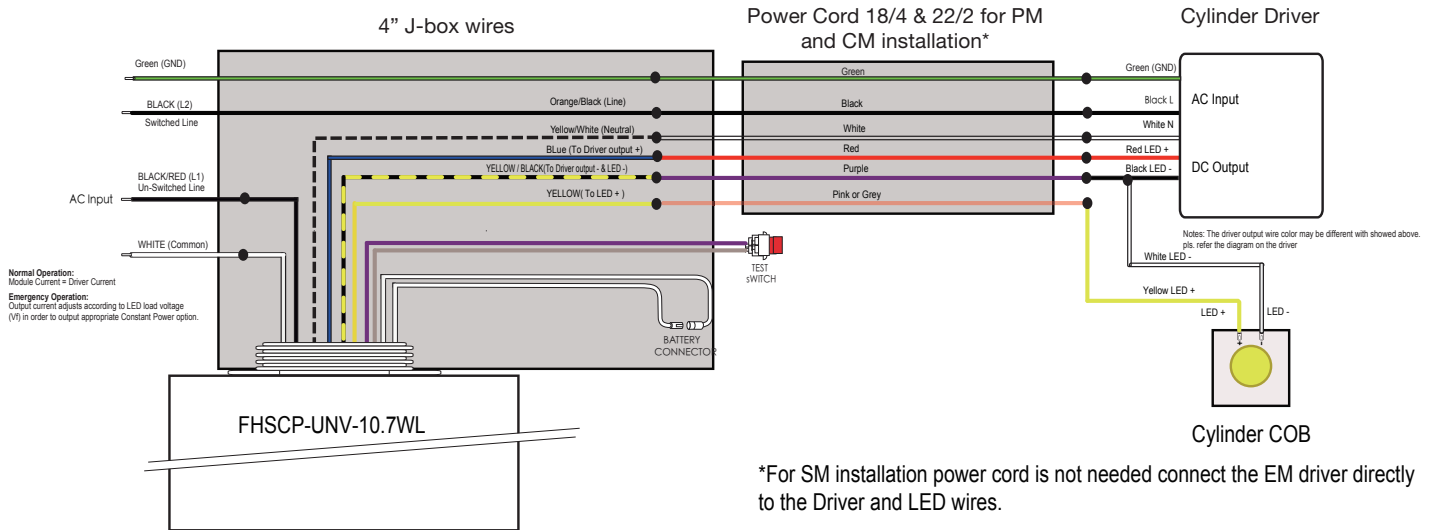 4” J-box wires
Power Cord 18/4 & 22/2 for PM
and CM installation*
Cylinder Driver
Green (GND)
Green
Green (GND)
BLACK (L2)
Switched Line
Orange/Black (Line)
Black
Black L
AC Input
Yellow/White (Neutral)
White
White N
BLue (To Driver output +)
Red
Red LED +
YELLOW / BLACK(To Driver output - & LED -)
Purple
Black LED -
DC Output
BLACK/RED (L1)
Un-Switched Line
AC Input
YELLOW( To LED + )
Pink or Grey
WHITE (Common)
Notes: The driver output wire color may be different with showed above.
pls. refer the diagram on the driver
White LED -
TEST
sWITCH
Normal Operation:
Module Current = Driver Current
Emergency Operation:
Output current adjusts according to LED load voltage
(Vf) in order to output appropriate Constant Power option.
Yellow LED +
LED +
LED -
BATTERY
CONNECTOR
+
-
FHSCP-UNV-10.7WL
Cylinder COB
*For SM installation power cord is not needed connect the EM driver directly
to the Driver and LED wires.